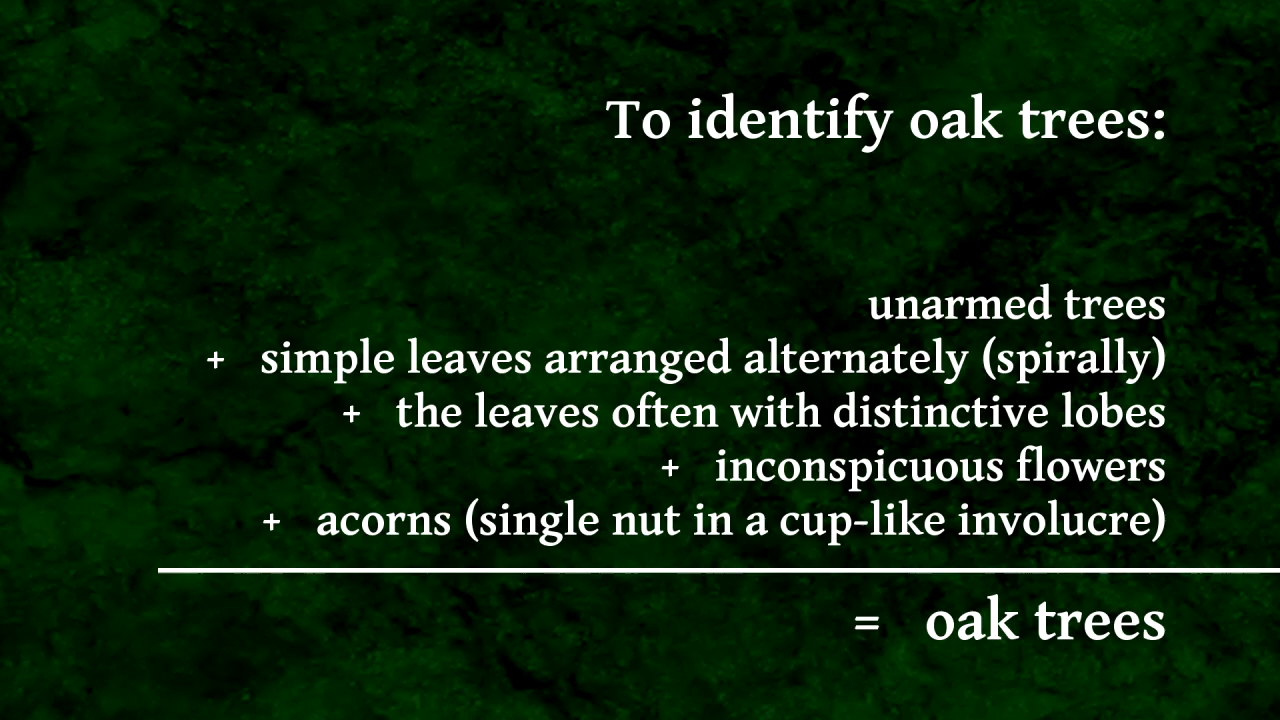 To identify oak trees:
unarmed trees
+ simple leaves arranged alternately (spirally)
+ the leaves often with distinctive lobes
+ inconspicuous flowers
+ acorns (single nut in a cup-like involucre)
= oak trees